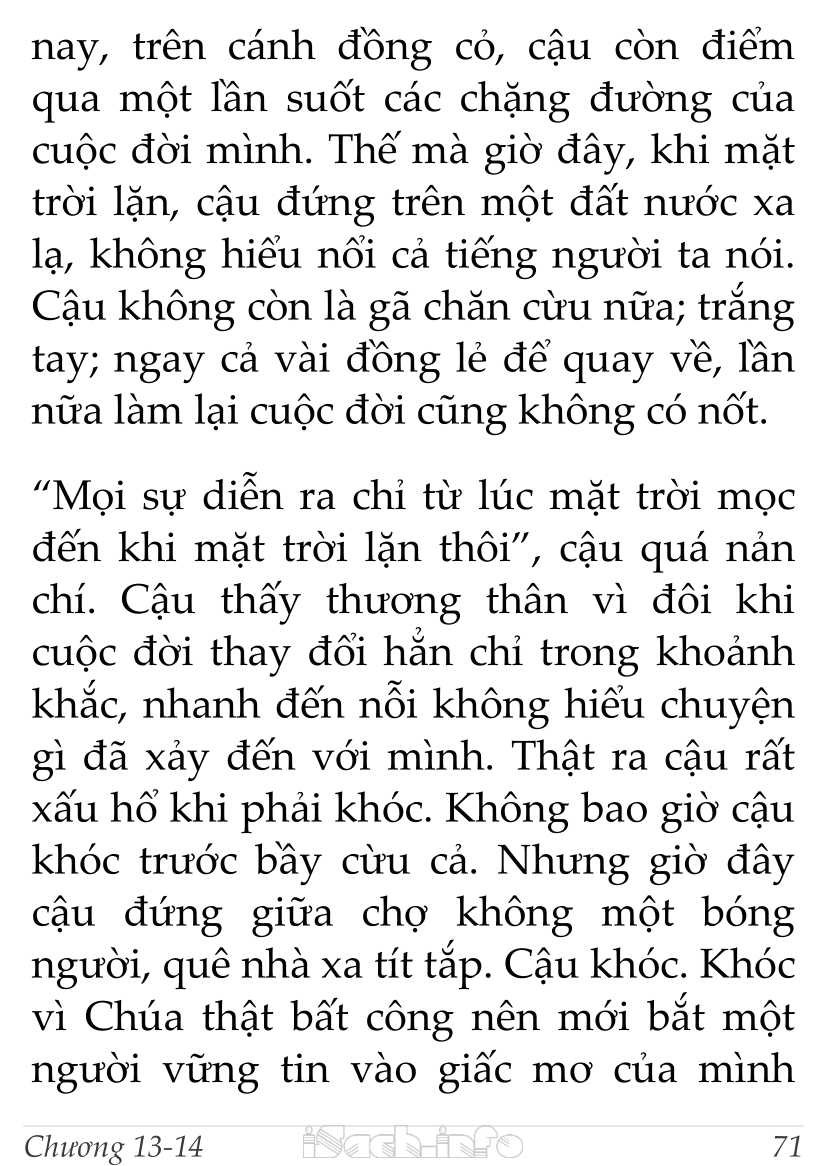 nay, trên cánh đồng cỏ, cậu còn điểm
qua một lần suốt các chặng đường của
cuộc đời mình. Thế mà giờ đây, khi mặt
trời lặn, cậu đứng trên một đất nước xa
lạ, không hiểu nổi cả tiếng người ta nói.
Cậu không còn là gã chăn cừu nữa; trắng
tay; ngay cả vài đồng lẻ để quay về, lần
nữa làm lại cuộc đời cũng không có nốt.
“Mọi sự diễn ra chỉ từ lúc mặt trời mọc
đến khi mặt trời lặn thôi”, cậu quá nản
chí. Cậu thấy thương thân vì đôi khi
cuộc đời thay đổi hẳn chỉ trong khoảnh
khắc, nhanh đến nỗi không hiểu chuyện
gì đã xảy đến với mình. Thật ra cậu rất
xấu hổ khi phải khóc. Không bao giờ cậu
khóc trước bầy cừu cả. Nhưng giờ đây
cậu đứng giữa chợ không một bóng
người, quê nhà xa tít tắp. Cậu khóc. Khóc
vì Chúa thật bất công nên mới bắt một
người vững tin vào giấc mơ của mình
Chương 13-14 iSach.info 71